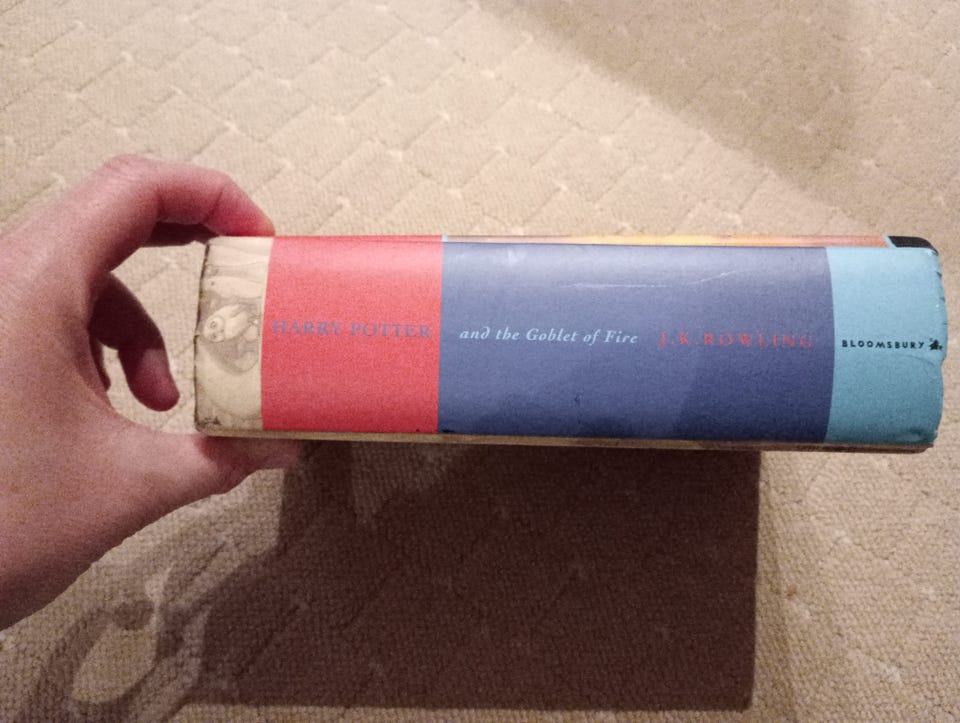 HARRY POTTER and the Goblet of Fire J.K.ROWLING BLOOMSBURY